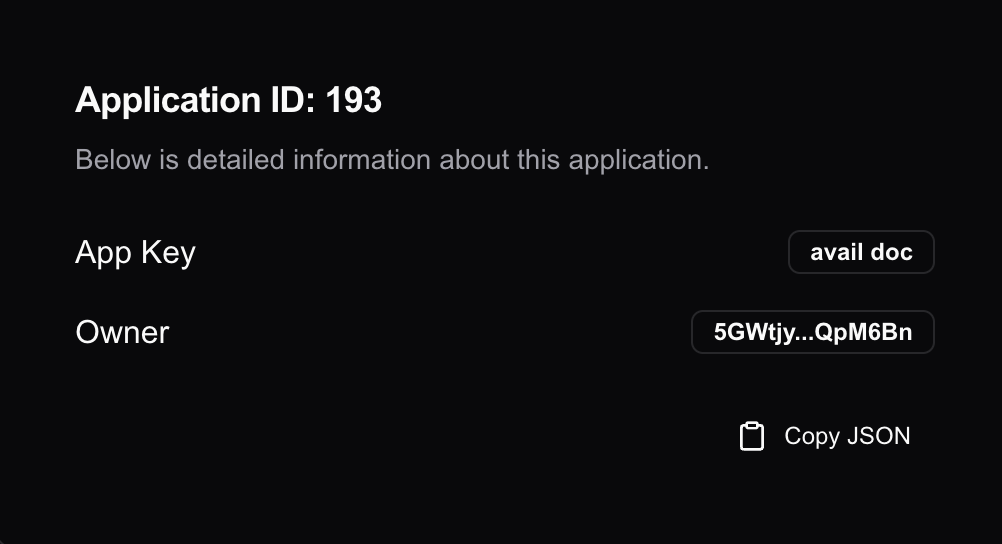 Application ID: 193
Below is detailed information about this application.
App Key
avail doc
Owner
5GWtjy...QpM6Bn
Copy JSON